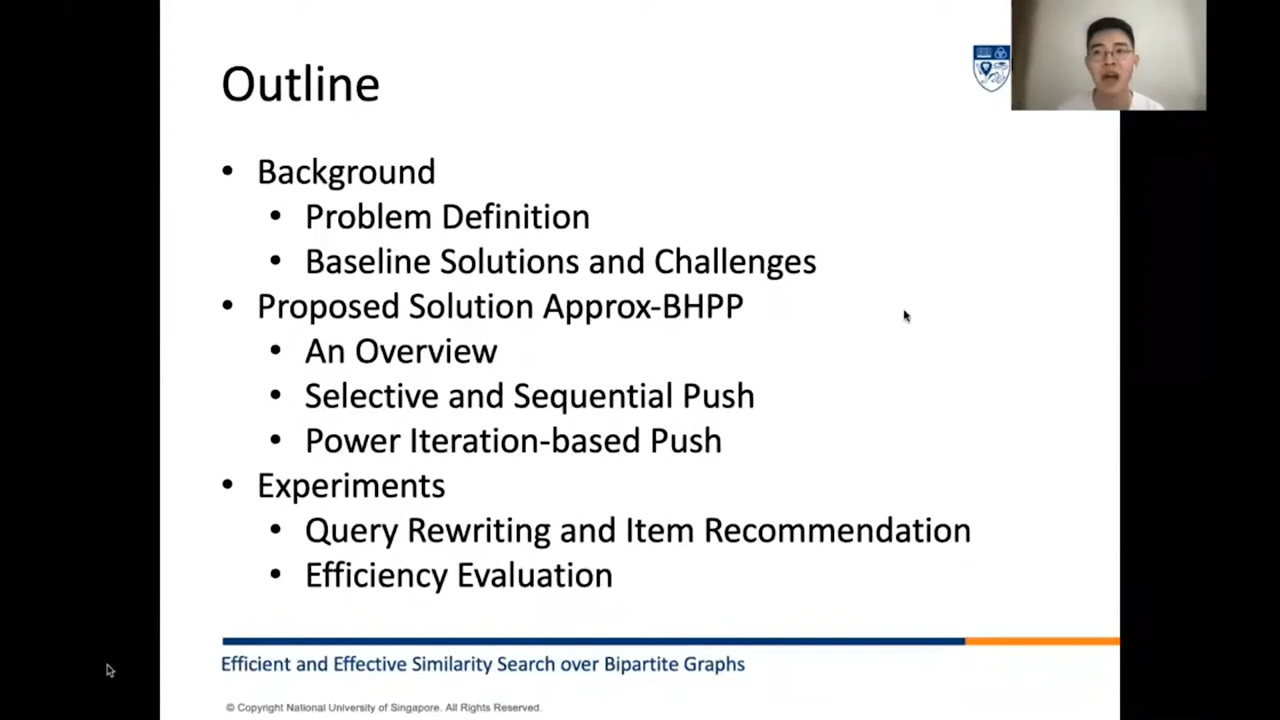 Outline
• Background
• Problem Definition
• Baseline Solutions and Challenges
• Proposed Solution Approx-BHPP
• An Overview
• Selective and Sequential Push
• Power Iteration-based Push
• Experiments
• Query Rewriting and Item Recommendation
• Efficiency Evaluation
Efficient and Effective Similarity Search over Bipartite Graphs
© Copyright National University of Singapore. All Rights Reserved.